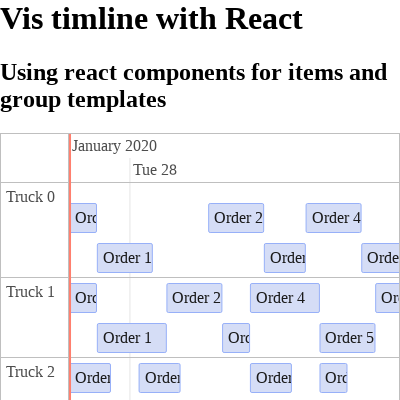 Vis timline with React
Using react components for items and
group templates
January 2020
Tue 28
Truck 0
Ord Order 2 Order 4
Order 1 Order Orde
Truck 1
Ord Order 2 Order 4 Or
Order 1 Ord Order 5
Truck 2
Order Order Order Ord